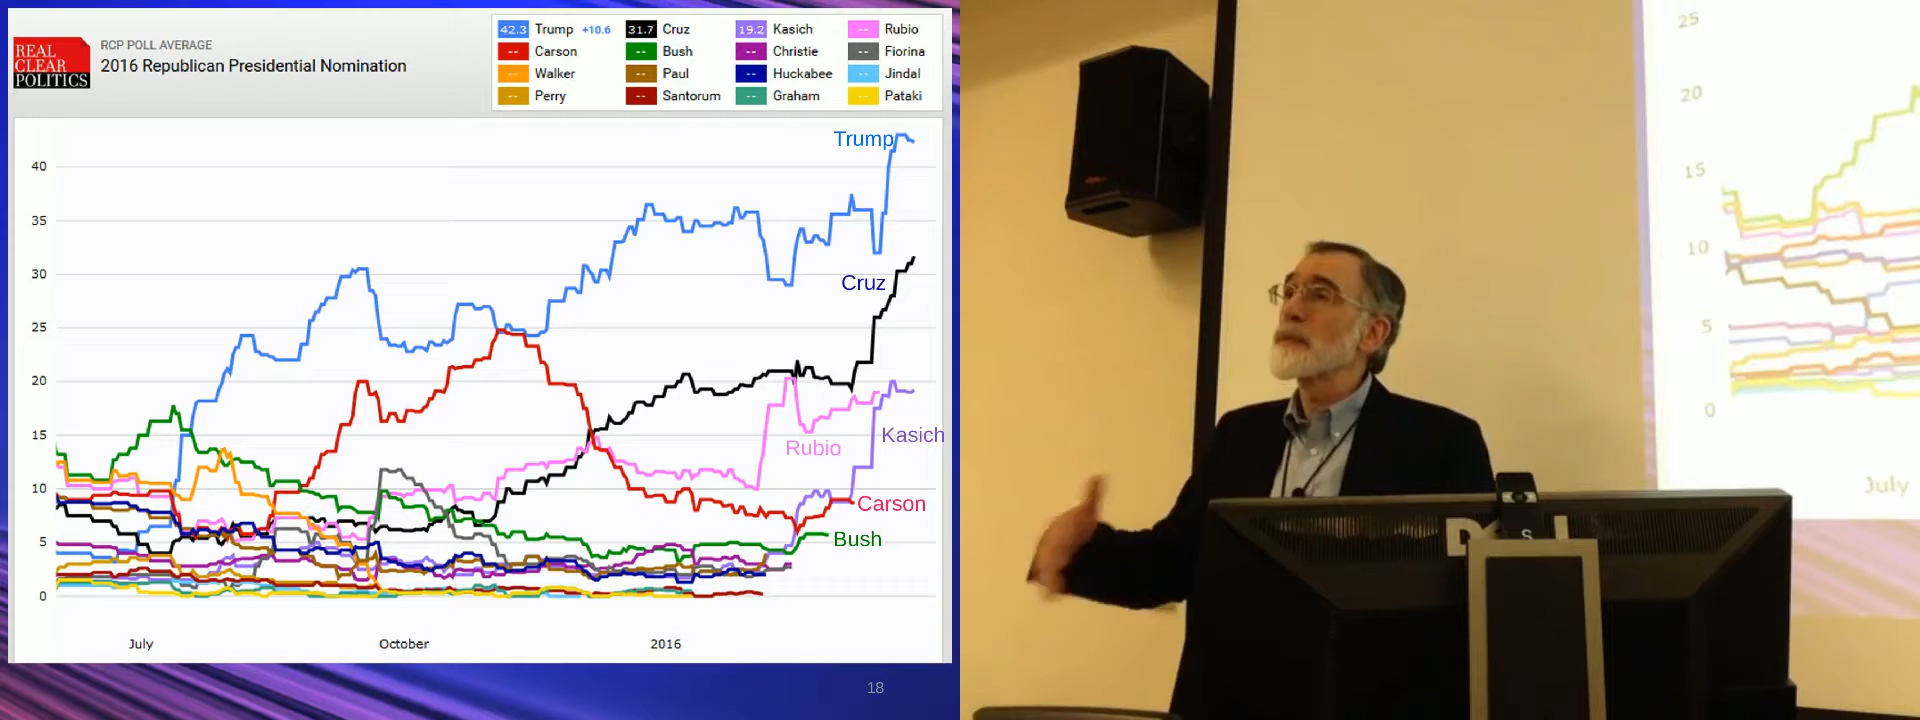 REAL
CLEAR
POLITICS
RCP POLL AVERAGE
2016 Republican Presidential Nomination
42.3 Trump +10.6 31.7 Cruz 19.2 Kasich -- Rubio
-- Carson -- Bush -- Christie -- Fiorina
-- Walker -- Paul -- Huckabee -- Jindal
-- Perry -- Santorum -- Graham -- Pataki
40
35
30
25
20
15
10
5
0
Trump
Cruz
Rubio
Kasich
Carson
Bush
July October 2016
18
25
20
15
10
5
0
July